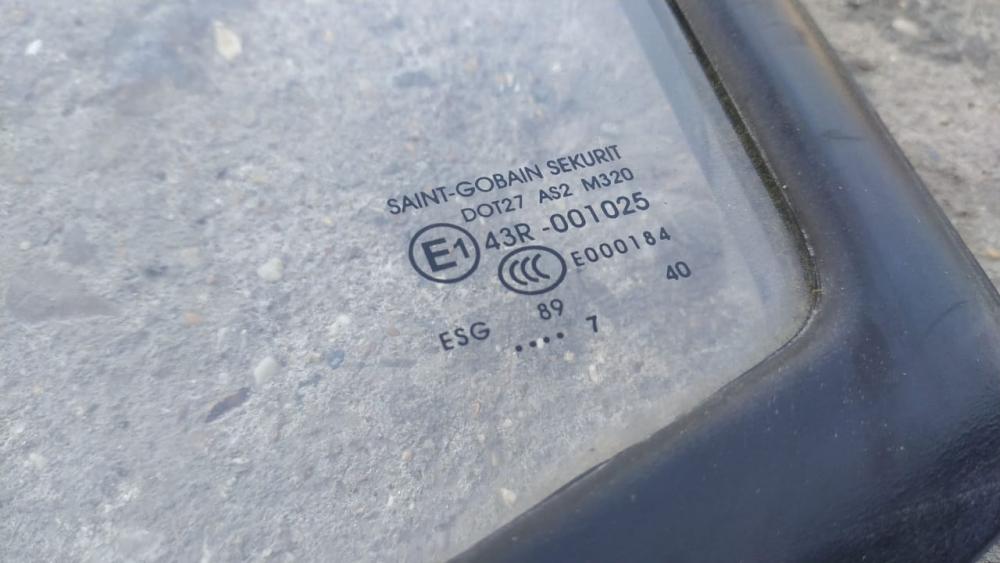 SAINT-GOBAIN SEKURIT
DOT27 AS2 M320
E1 43R -001025
CCC E000184
89 40
ESG .... 7